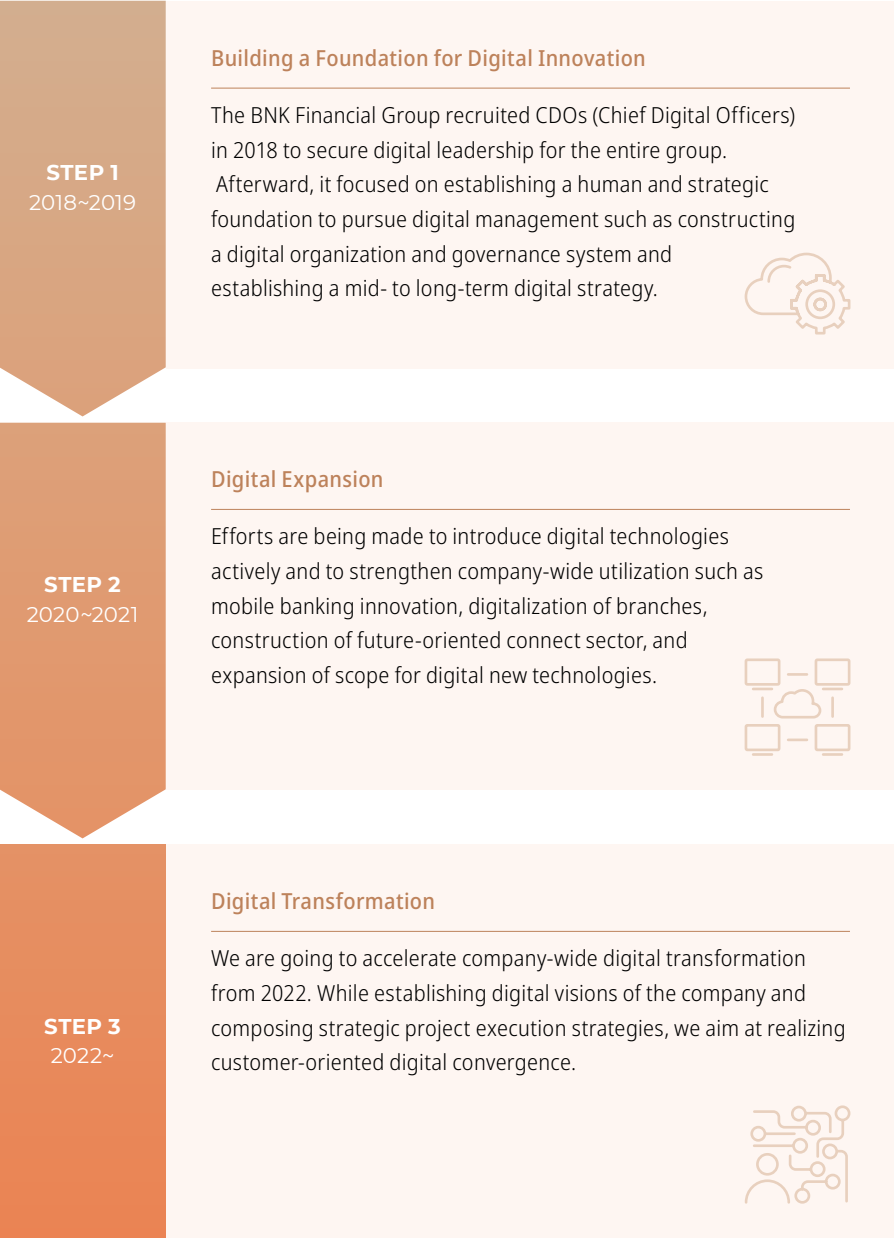 STEP 1
2018~2019
Building a Foundation for Digital Innovation
The BNK Financial Group recruited CDOs (Chief Digital Officers)
in 2018 to secure digital leadership for the entire group.
Afterward, it focused on establishing a human and strategic
foundation to pursue digital management such as constructing
a digital organization and governance system and
establishing a mid- to long-term digital strategy.
STEP 2
2020~2021
Digital Expansion
Efforts are being made to introduce digital technologies
actively and to strengthen company-wide utilization such as
mobile banking innovation, digitalization of branches,
construction of future-oriented connect sector, and
expansion of scope for digital new technologies.
STEP 3
2022~
Digital Transformation
We are going to accelerate company-wide digital transformation
from 2022. While establishing digital visions of the company and
composing strategic project execution strategies, we aim at realizing
customer-oriented digital convergence.